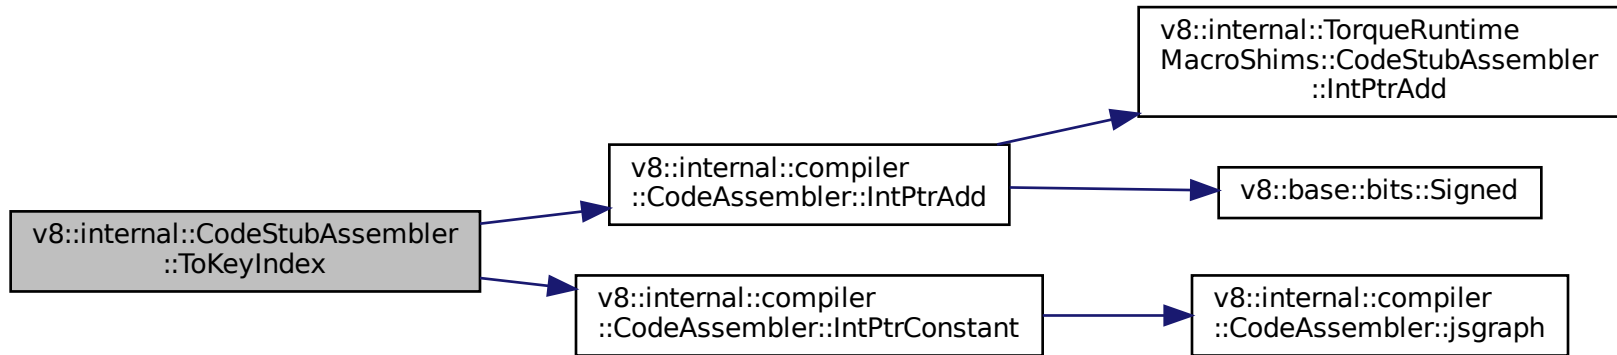 v8::internal::CodeStubAssembler
::ToKeyIndex
v8::internal::compiler
::CodeAssembler::IntPtrAdd
v8::internal::TorqueRuntime
MacroShims::CodeStubAssembler
::IntPtrAdd
v8::base::bits::Signed
v8::internal::compiler
::CodeAssembler::IntPtrConstant
v8::internal::compiler
::CodeAssembler::jsgraph